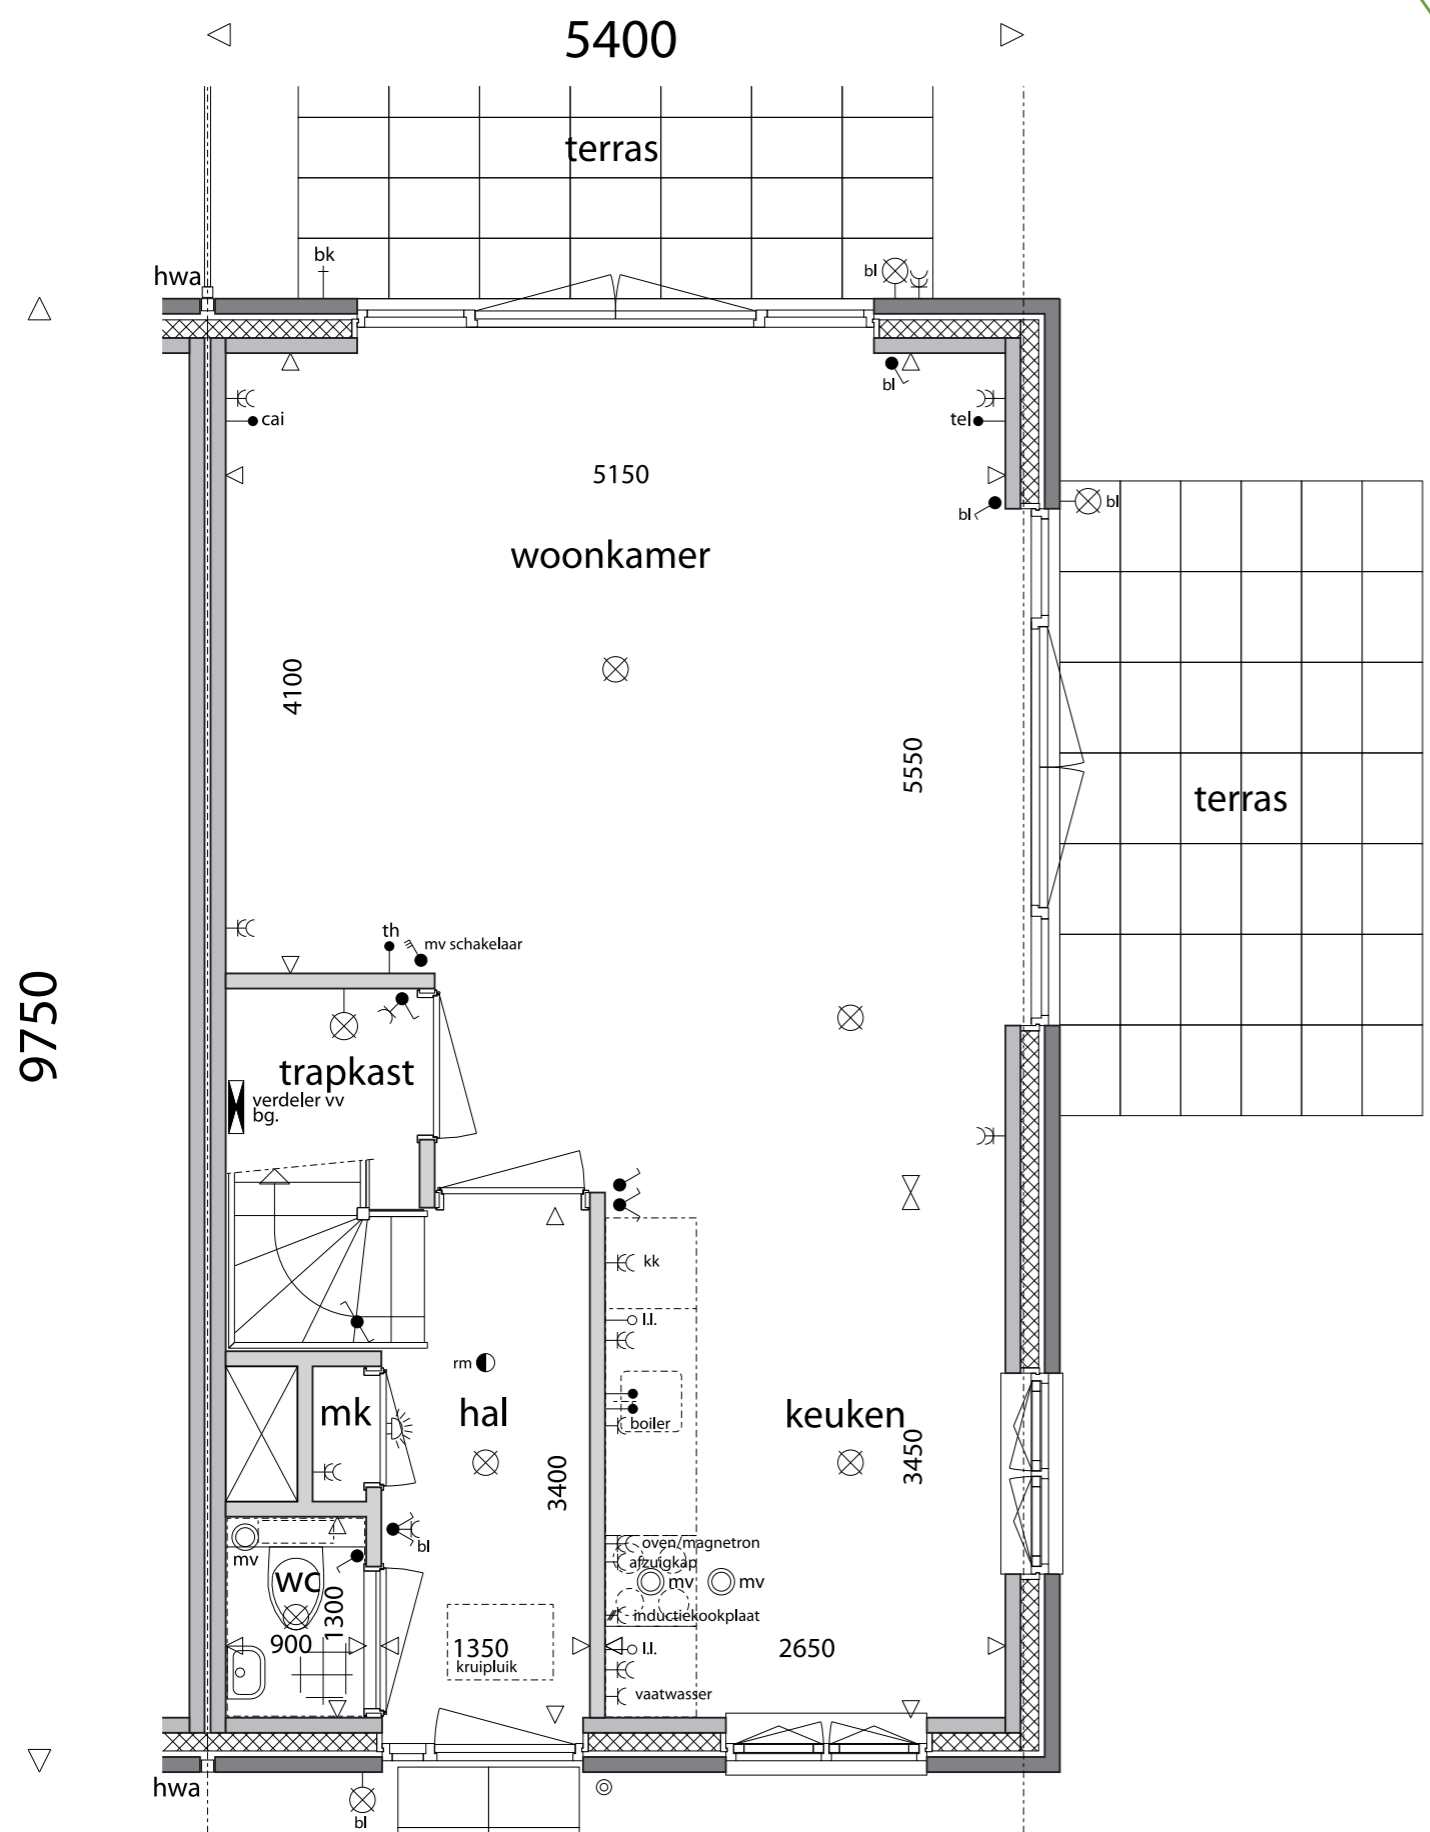 5400
terras
bk
bl
hwa
bl
cai
tel
5150
bl
bl
woonkamer
4100
5550
terras
th
mv schakelaar
9750
trapkast
verdeler vv
bg.
kk
l.l.
rm
mk
hal
boiler
keuken
3450
3400
bl
oven/magnetron
mv
afzuigkap
wc
mv
mv
1300
inductiekookplaat
900
1350
l.l.
2650
kruipluik
vaatwasser
hwa
bl